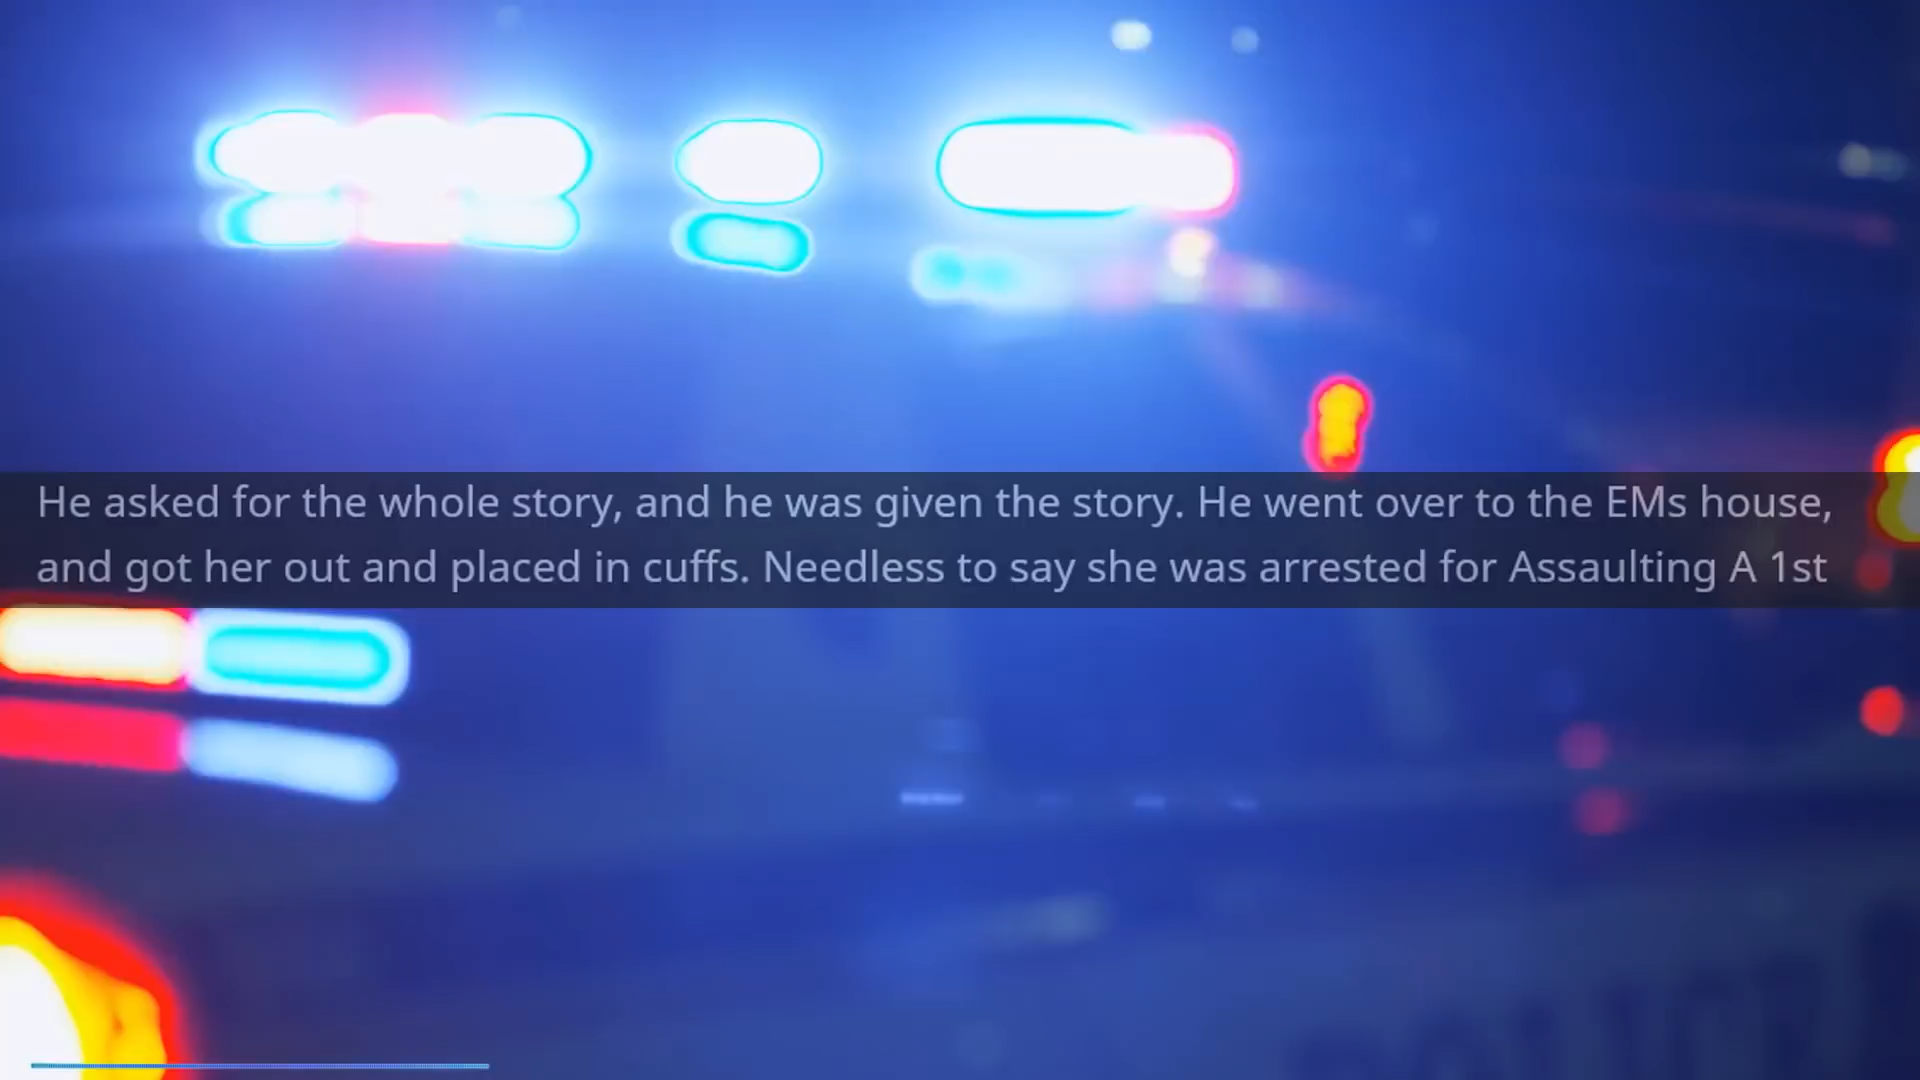 He asked for the whole story, and he was given the story. He went over to the EMs house,
and got her out and placed in cuffs. Needless to say she was arrested for Assaulting A 1st